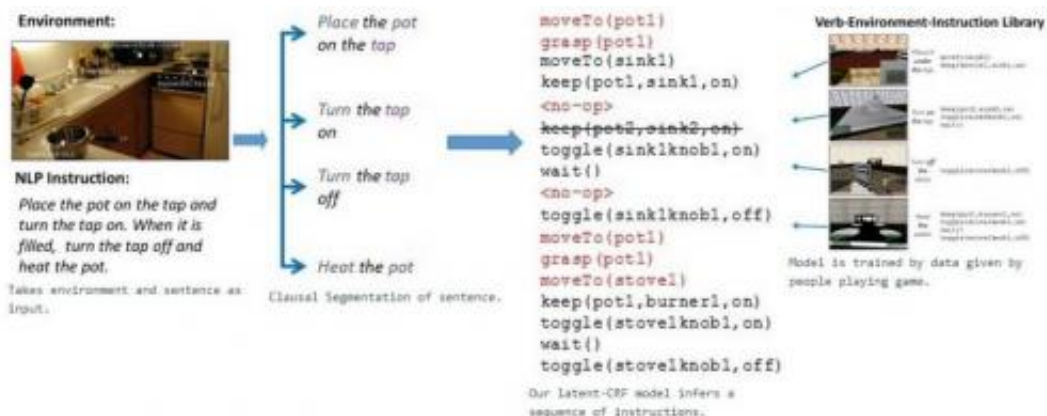 Environment:
NLP Instruction:
Place the pot on the tap and
turn the tap on. When it is
filled, turn the tap off and
heat the pot.
Takes environment and sentence as
input.
Place the pot
on the tap
Turn the tap
on
Turn the tap
off
Heat the pot
Clausal Segmentation of sentence.
moveTo(pot1)
grasp(pot1)
moveTo(sink1)
keep(pot1,sink1,on)
<no-op>
keep(pot2,sink2,on)
toggle(sink1knob1,on)
wait()
<no-op>
toggle(sink1knob1,off)
moveTo(pot1)
grasp(pot1)
moveTo(stove1)
keep(pot1,burner1,on)
toggle(stove1knob1,on)
wait()
toggle(stove1knob1,off)
Our latent-CRF model infers a
sequence of instructions.
Verb-Environment-Instruction Library
Model is trained by data given by
people playing game.